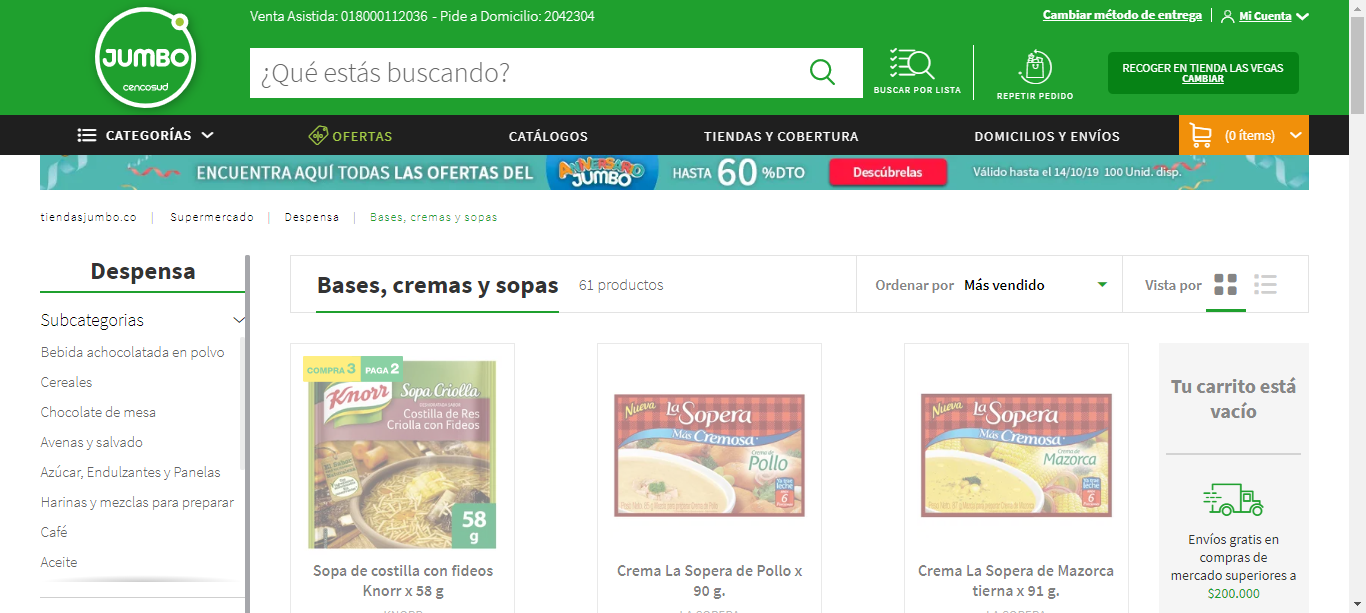 Venta Asistida: 018000112036 - Pide a Domicilio: 2042304
Cambiar método de entrega
Mi Cuenta
JUMBO
cencosud
¿Qué estás buscando?
BUSCAR POR LISTA
REPETIR PEDIDO
RECOGER EN TIENDA LAS VEGAS
CAMBIAR
CATEGORÍAS
OFERTAS
CATÁLOGOS
TIENDAS Y COBERTURA
DOMICILIOS Y ENVÍOS
(0 ítems)
ENCUENTRA AQUÍ TODAS LAS OFERTAS DEL
ANIVERSARIO
JUMBO
HASTA 60 %DTO
Descúbrelas
Válido hasta el 14/10/19 100 Unid. disp.
tiendasjumbo.co | Supermercado | Despensa | Bases, cremas y sopas
Despensa
Subcategorias
Bebida achocolatada en polvo
Cereales
Chocolate de mesa
Avenas y salvado
Azúcar, Endulzantes y Panelas
Harinas y mezclas para preparar
Café
Aceite
Bases, cremas y sopas
61 productos
Ordenar por Más vendido
Vista por
COMPRA 3 PAGA 2
Knorr
Sopa Criolla
Costilla de Res
Criolla con Fideos
58
g
Sopa de costilla con fideos
Knorr x 58 g
KNORR
Nueva
La Sopera
Más Cremosa
Crema de
Pollo
Crema La Sopera de Pollo x
90 g.
LA SOPERA
Nueva
La Sopera
Más Cremosa
Crema de
Mazorca
Crema La Sopera de Mazorca
tierna x 91 g.
LA SOPERA
Tu carrito está
vacío
Envíos gratis en
compras de
mercado superiores a
$200.000